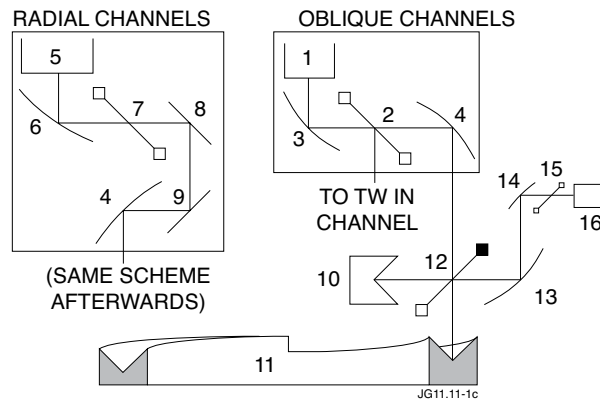 RADIAL CHANNELS
OBLIQUE CHANNELS
5
6
7
8
4
9
(SAME SCHEME
AFTERWARDS)
1
2
3
4
TO TW IN
CHANNEL
14
15
16
10
12
13
11
JG11.11-1c